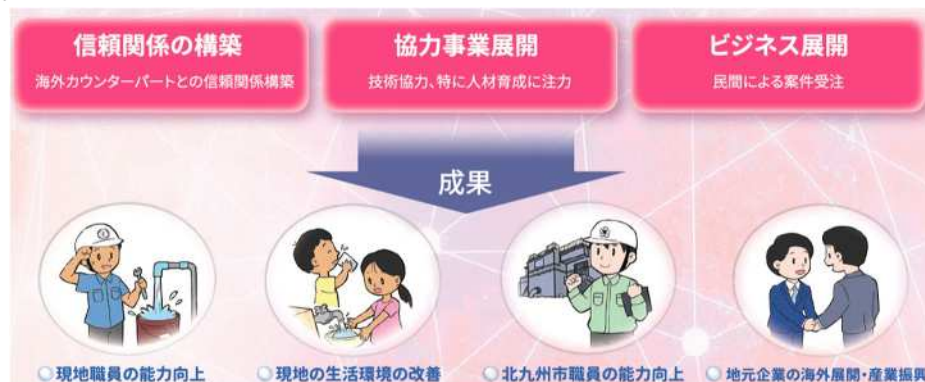 信頼関係の構築
海外カウンターパートとの信頼関係構築
協力事業展開
技術協力、特に人材育成に注力
ビジネス展開
民間による案件受注
成果
現地職員の能力向上
現地の生活環境の改善
北九州市職員の能力向上
地元企業の海外展開・産業振興